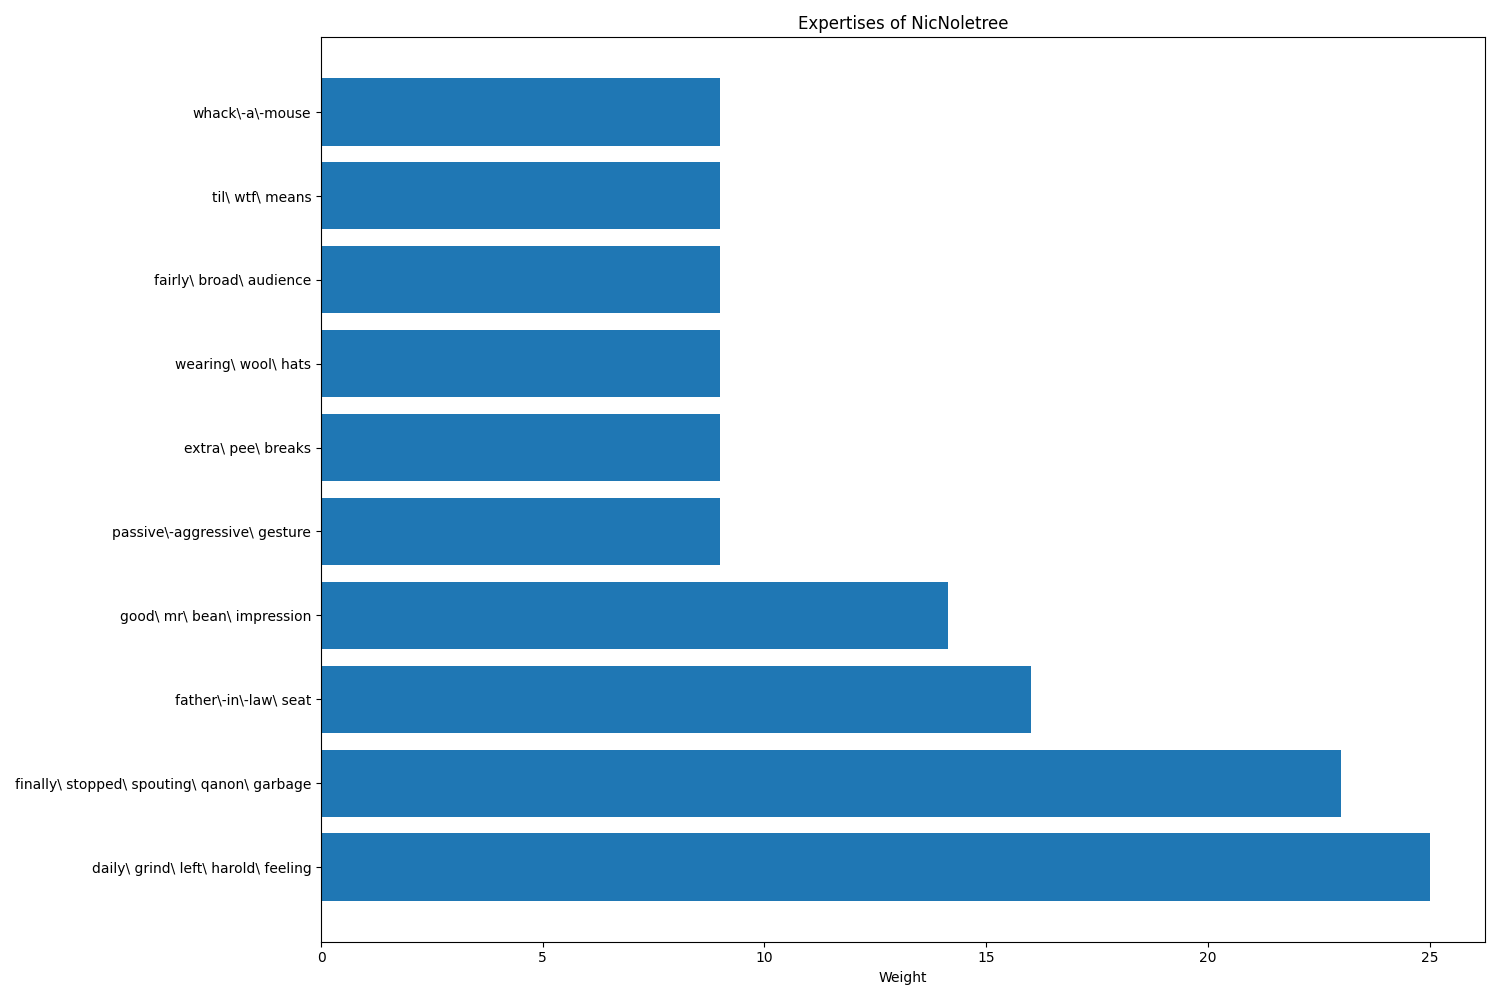 Expertises of NicNoletree
whack\-a\-mouse
til\ wtf\ means
fairly\ broad\ audience
wearing\ wool\ hats
extra\ pee\ breaks
passive\-aggressive\ gesture
good\ mr\ bean\ impression
father\-in\-law\ seat
finally\ stopped\ spouting\ qanon\ garbage
daily\ grind\ left\ harold\ feeling
0 5 10 15 20 25
Weight